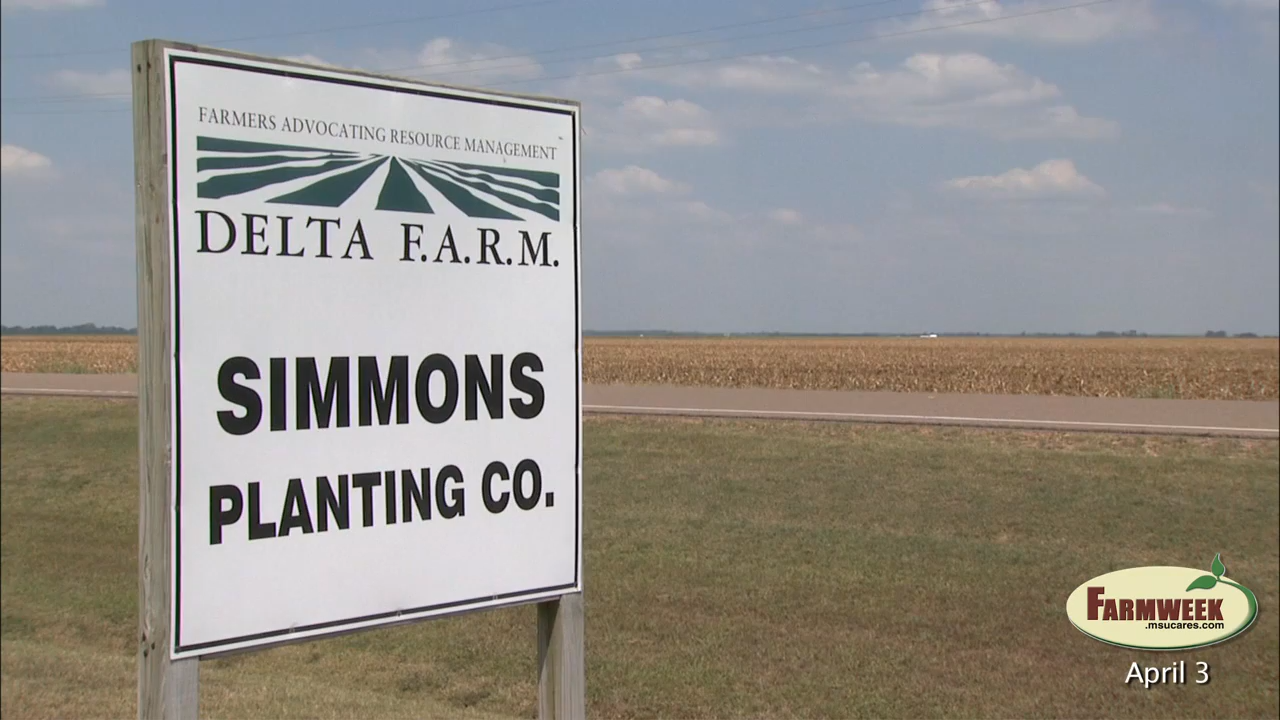 FARMERS ADVOCATING RESOURCE MANAGEMENT
DELTA F.A.R.M.
SIMMONS
PLANTING CO.
FARMWEEK
.msucares.com
April 3